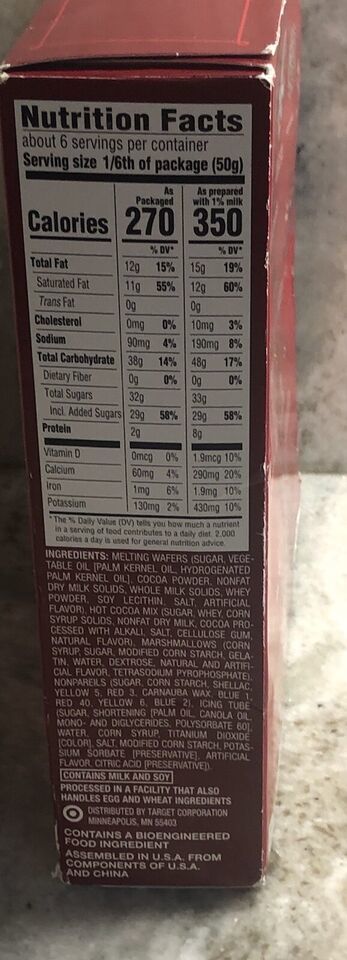 Nutrition Facts
about 6 servings per container
Serving size 1/6th of package (50g)
As Packaged
As prepared with 1% milk
Calories 270 350
% DV* % DV*
Total Fat 12g 15% 15g 19%
Saturated Fat 11g 55% 12g 60%
Trans Fat 0g 0g
Cholesterol 0mg 0% 10mg 3%
Sodium 90mg 4% 190mg 8%
Total Carbohydrate 38g 14% 48g 17%
Dietary Fiber 0g 0% 0g 0%
Total Sugars 32g 33g
Incl. Added Sugars 29g 58% 29g 58%
Protein 2g 8g
Vitamin D 0mcg 0% 1.9mcg 10%
Calcium 60mg 4% 290mg 20%
Iron 1mg 6% 1.9mg 10%
Potassium 130mg 2% 430mg 10%
*The % Daily Value (DV) tells you how much a nutrient
in a serving of food contributes to a daily diet. 2,000
calories a day is used for general nutrition advice.
INGREDIENTS: MELTING WAFERS (SUGAR, VEGE-
TABLE OIL [PALM KERNEL OIL, HYDROGENATED
PALM KERNEL OIL], COCOA POWDER, NONFAT
DRY MILK SOLIDS, WHOLE MILK SOLIDS, WHEY
POWDER, SOY LECITHIN, SALT, ARTIFICIAL
FLAVOR), HOT COCOA MIX (SUGAR, WHEY, CORN
SYRUP SOLIDS, NONFAT DRY MILK, COCOA PRO-
CESSED WITH ALKALI, SALT, CELLULOSE GUM,
NATURAL FLAVOR), MARSHMALLOWS (CORN
SYRUP, SUGAR, MODIFIED CORN STARCH, GELA-
TIN, WATER, DEXTROSE, NATURAL AND ARTIFI-
CIAL FLAVOR, TETRASODIUM PYROPHOSPHATE),
NONPAREILS (SUGAR, CORN STARCH, SHELLAC,
YELLOW 5, RED 3, CARNAUBA WAX, BLUE 1,
RED 40, YELLOW 6, BLUE 2), ICING TUBE
(SUGAR, SHORTENING [PALM OIL, CANOLA OIL,
MONO- AND DIGLYCERIDES, POLYSORBATE 60],
WATER, CORN SYRUP, TITANIUM DIOXIDE
[COLOR], SALT, MODIFIED CORN STARCH, POTAS-
SIUM SORBATE [PRESERVATIVE], ARTIFICIAL
FLAVOR, CITRIC ACID [PRESERVATIVE]).
CONTAINS MILK AND SOY
PROCESSED IN A FACILITY THAT ALSO
HANDLES EGG AND WHEAT INGREDIENTS
DISTRIBUTED BY TARGET CORPORATION
MINNEAPOLIS, MN 55403
CONTAINS A BIOENGINEERED
FOOD INGREDIENT
ASSEMBLED IN U.S.A. FROM
COMPONENTS OF U.S.A.
AND CHINA